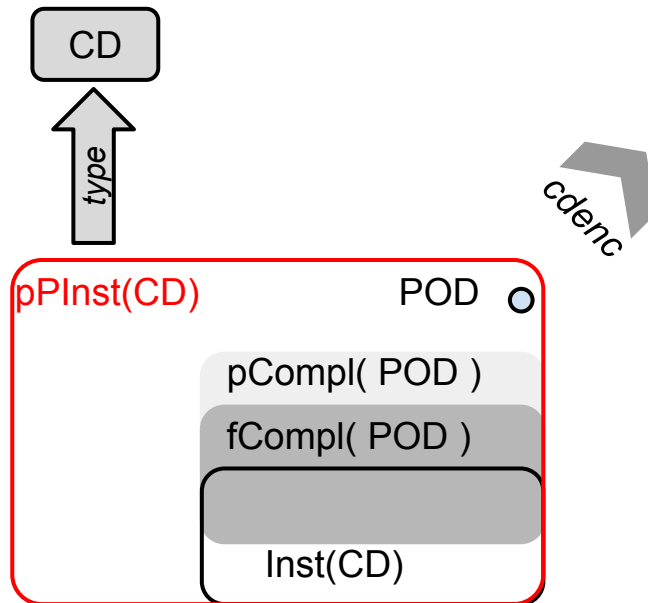 CD
type
cdenc
pPInst(CD) POD
pCompl( POD )
fCompl( POD )
Inst(CD)